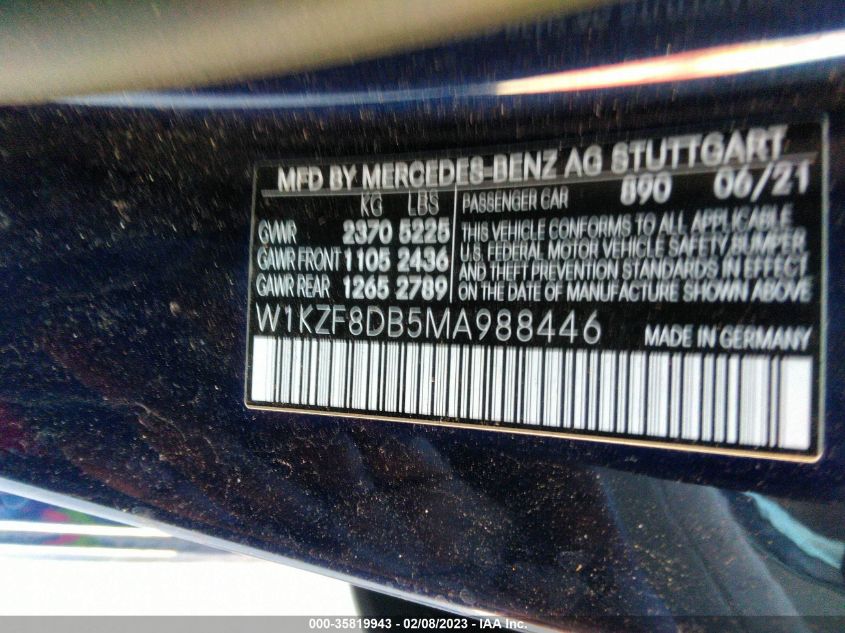 MFD BY MERCEDES-BENZ AG STUTTGART
KG LBS
GVWR 2370 5225
GAWR FRONT 1105 2436
GAWR REAR 1265 2789
PASSENGER CAR 890 06/21
THIS VEHICLE CONFORMS TO ALL APPLICABLE
U.S. FEDERAL MOTOR VEHICLE SAFETY BUMPER,
AND THEFT PREVENTION STANDARDS IN EFFECT
ON THE DATE OF MANUFACTURE SHOWN ABOVE
W1KZF8DB5MA988446 MADE IN GERMANY
000-35819943 - 02/08/2023 - © IAA Inc.